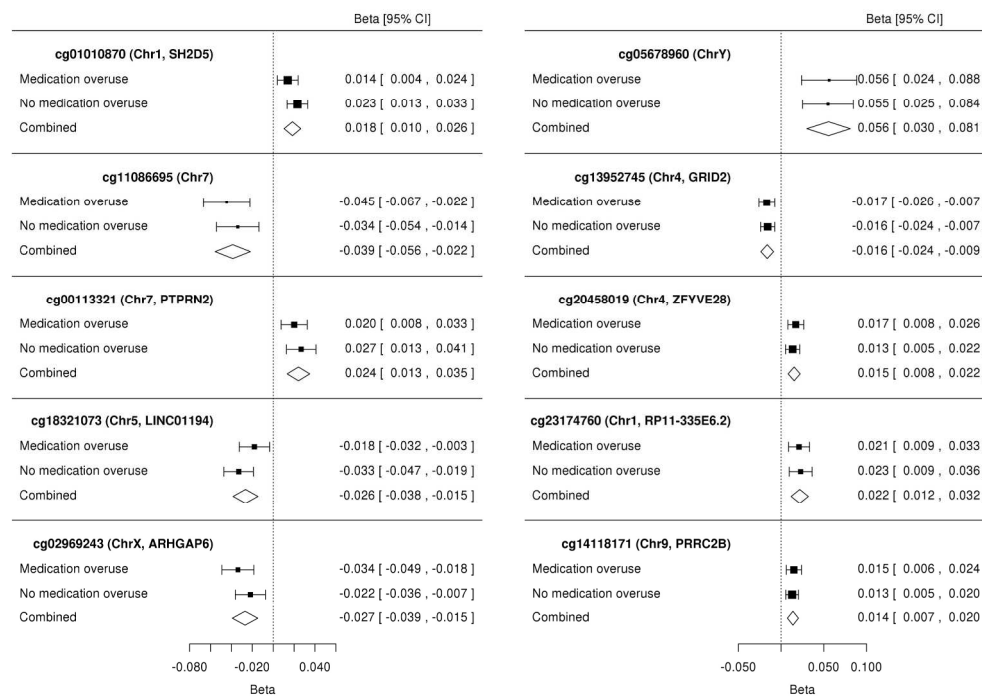 Beta [95% CI]
cg01010870 (Chr1, SH2D5)
Medication overuse 0.014 [ 0.004 , 0.024 ]
No medication overuse 0.023 [ 0.013 , 0.033 ]
Combined 0.018 [ 0.010 , 0.026 ]
cg11086695 (Chr7)
Medication overuse -0.045 [ -0.067 , -0.022 ]
No medication overuse -0.034 [ -0.054 , -0.014 ]
Combined -0.039 [ -0.056 , -0.022 ]
cg00113321 (Chr7, PTPRN2)
Medication overuse 0.020 [ 0.008 , 0.033 ]
No medication overuse 0.027 [ 0.013 , 0.041 ]
Combined 0.024 [ 0.013 , 0.035 ]
cg18321073 (Chr5, LINC01194)
Medication overuse -0.018 [ -0.032 , -0.003 ]
No medication overuse -0.033 [ -0.047 , -0.019 ]
Combined -0.026 [ -0.038 , -0.015 ]
cg02969243 (ChrX, ARHGAP6)
Medication overuse -0.034 [ -0.049 , -0.018 ]
No medication overuse -0.022 [ -0.036 , -0.007 ]
Combined -0.027 [ -0.039 , -0.015 ]
-0.080 -0.020 0.040
Beta
Beta [95% CI]
cg05678960 (ChrY)
Medication overuse 0.056 [ 0.024 , 0.088
No medication overuse 0.055 [ 0.025 , 0.084
Combined 0.056 [ 0.030 , 0.081
cg13952745 (Chr4, GRID2)
Medication overuse -0.017 [ -0.026 , -0.007
No medication overuse -0.016 [ -0.024 , -0.007
Combined -0.016 [ -0.024 , -0.009
cg20458019 (Chr4, ZFYVE28)
Medication overuse 0.017 [ 0.008 , 0.026
No medication overuse 0.013 [ 0.005 , 0.022
Combined 0.015 [ 0.008 , 0.022
cg23174760 (Chr1, RP11-335E6.2)
Medication overuse 0.021 [ 0.009 , 0.033
No medication overuse 0.023 [ 0.009 , 0.036
Combined 0.022 [ 0.012 , 0.032
cg14118171 (Chr9, PRRC2B)
Medication overuse 0.015 [ 0.006 , 0.024
No medication overuse 0.013 [ 0.005 , 0.020
Combined 0.014 [ 0.007 , 0.020
-0.050 0.050 0.100
Beta